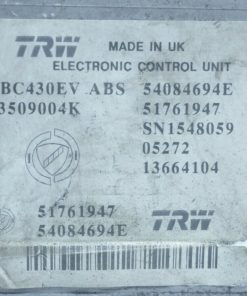 TRW MADE IN UK
ELECTRONIC CONTROL UNIT
BC430EV ABS 54084694E
3509004K 51761947
SN1548059
05272
13664104
51761947 TRW
54084694E